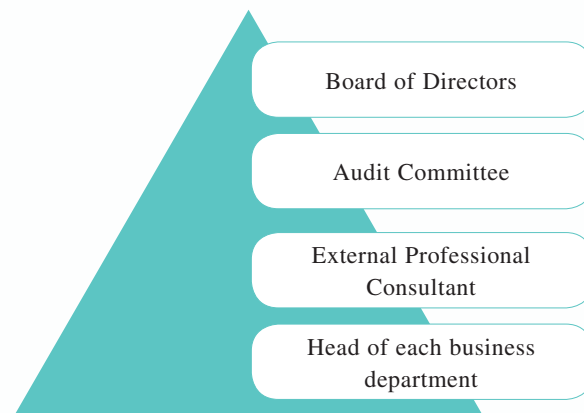 Board of Directors
Audit Committee
External Professional
Consultant
Head of each business
department